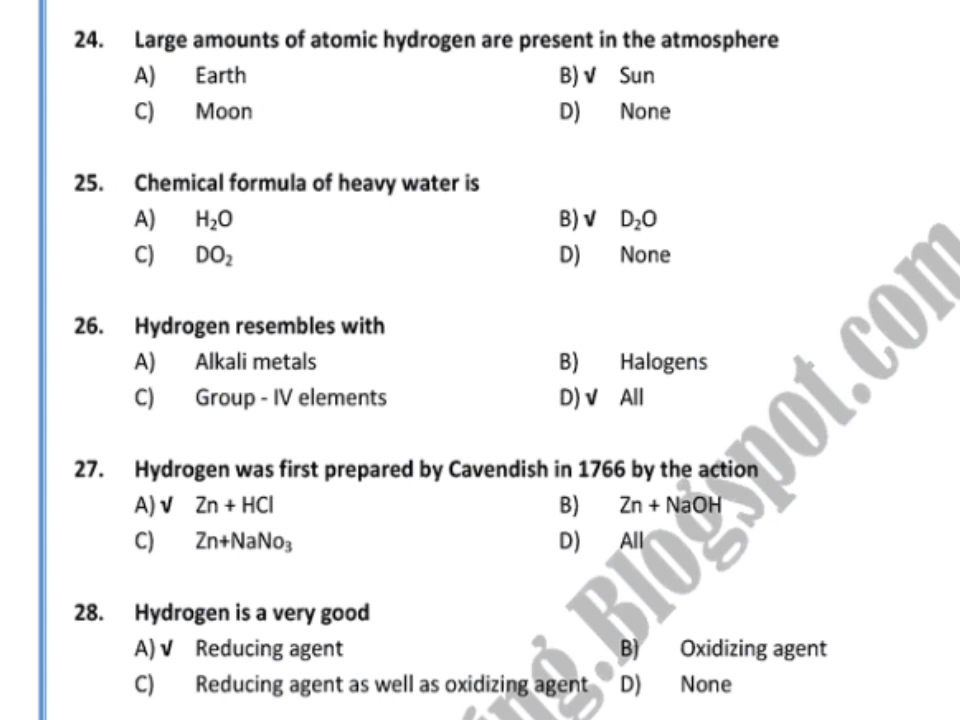 24. Large amounts of atomic hydrogen are present in the atmosphere
A) Earth B) √ Sun
C) Moon D) None
25. Chemical formula of heavy water is
A) H₂O B) √ D₂O
C) DO₂ D) None
26. Hydrogen resembles with
A) Alkali metals B) Halogens
C) Group - IV elements D) √ All
27. Hydrogen was first prepared by Cavendish in 1766 by the action
A) √ Zn + HCl B) Zn + NaOH
C) Zn+NaNo₃ D) All
28. Hydrogen is a very good
A) √ Reducing agent B) Oxidizing agent
C) Reducing agent as well as oxidizing agent D) None
ng.Blogspot.com